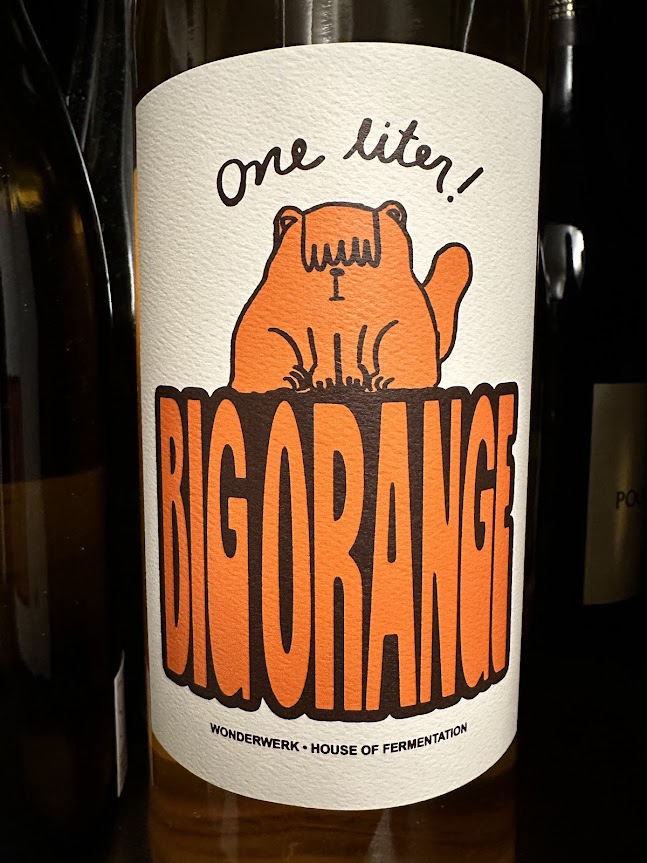 one liter!
BIG ORANGE
WONDERWERK • HOUSE OF FERMENTATION